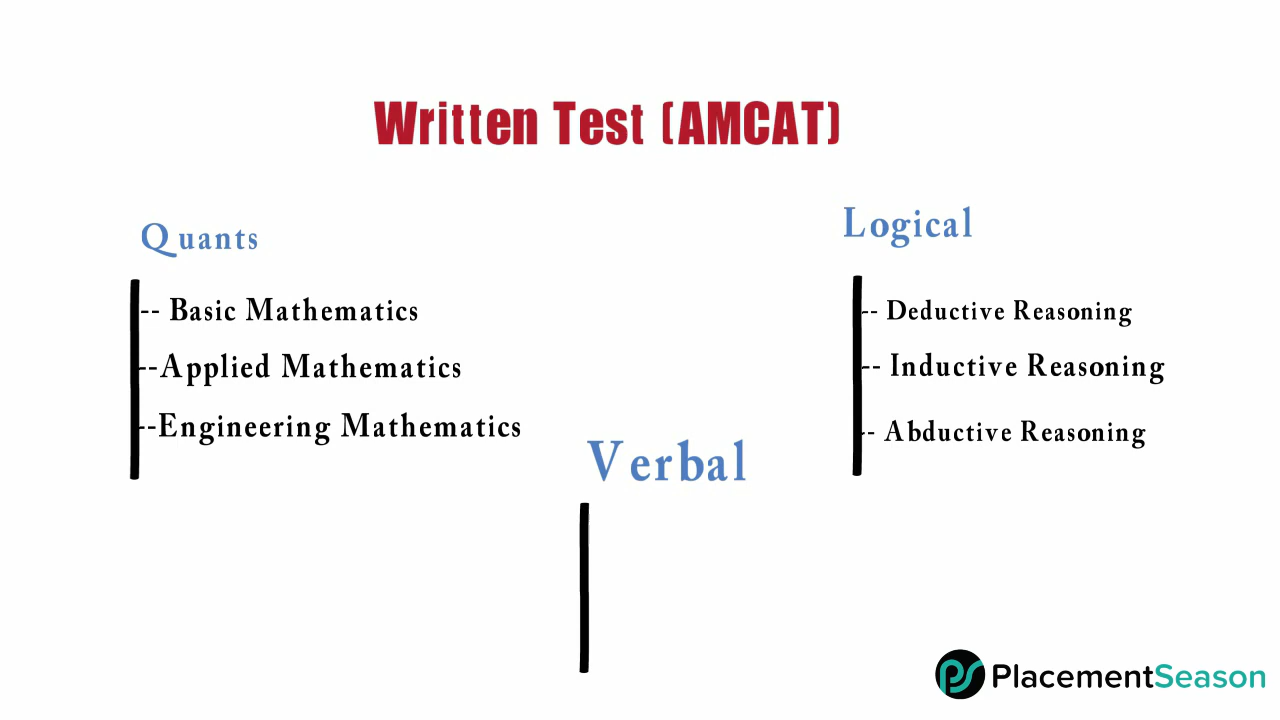 Written Test (AMCAT)
Quants
-- Basic Mathematics
--Applied Mathematics
--Engineering Mathematics
Logical
-- Deductive Reasoning
-- Inductive Reasoning
-- Abductive Reasoning
Verbal
PlacementSeason